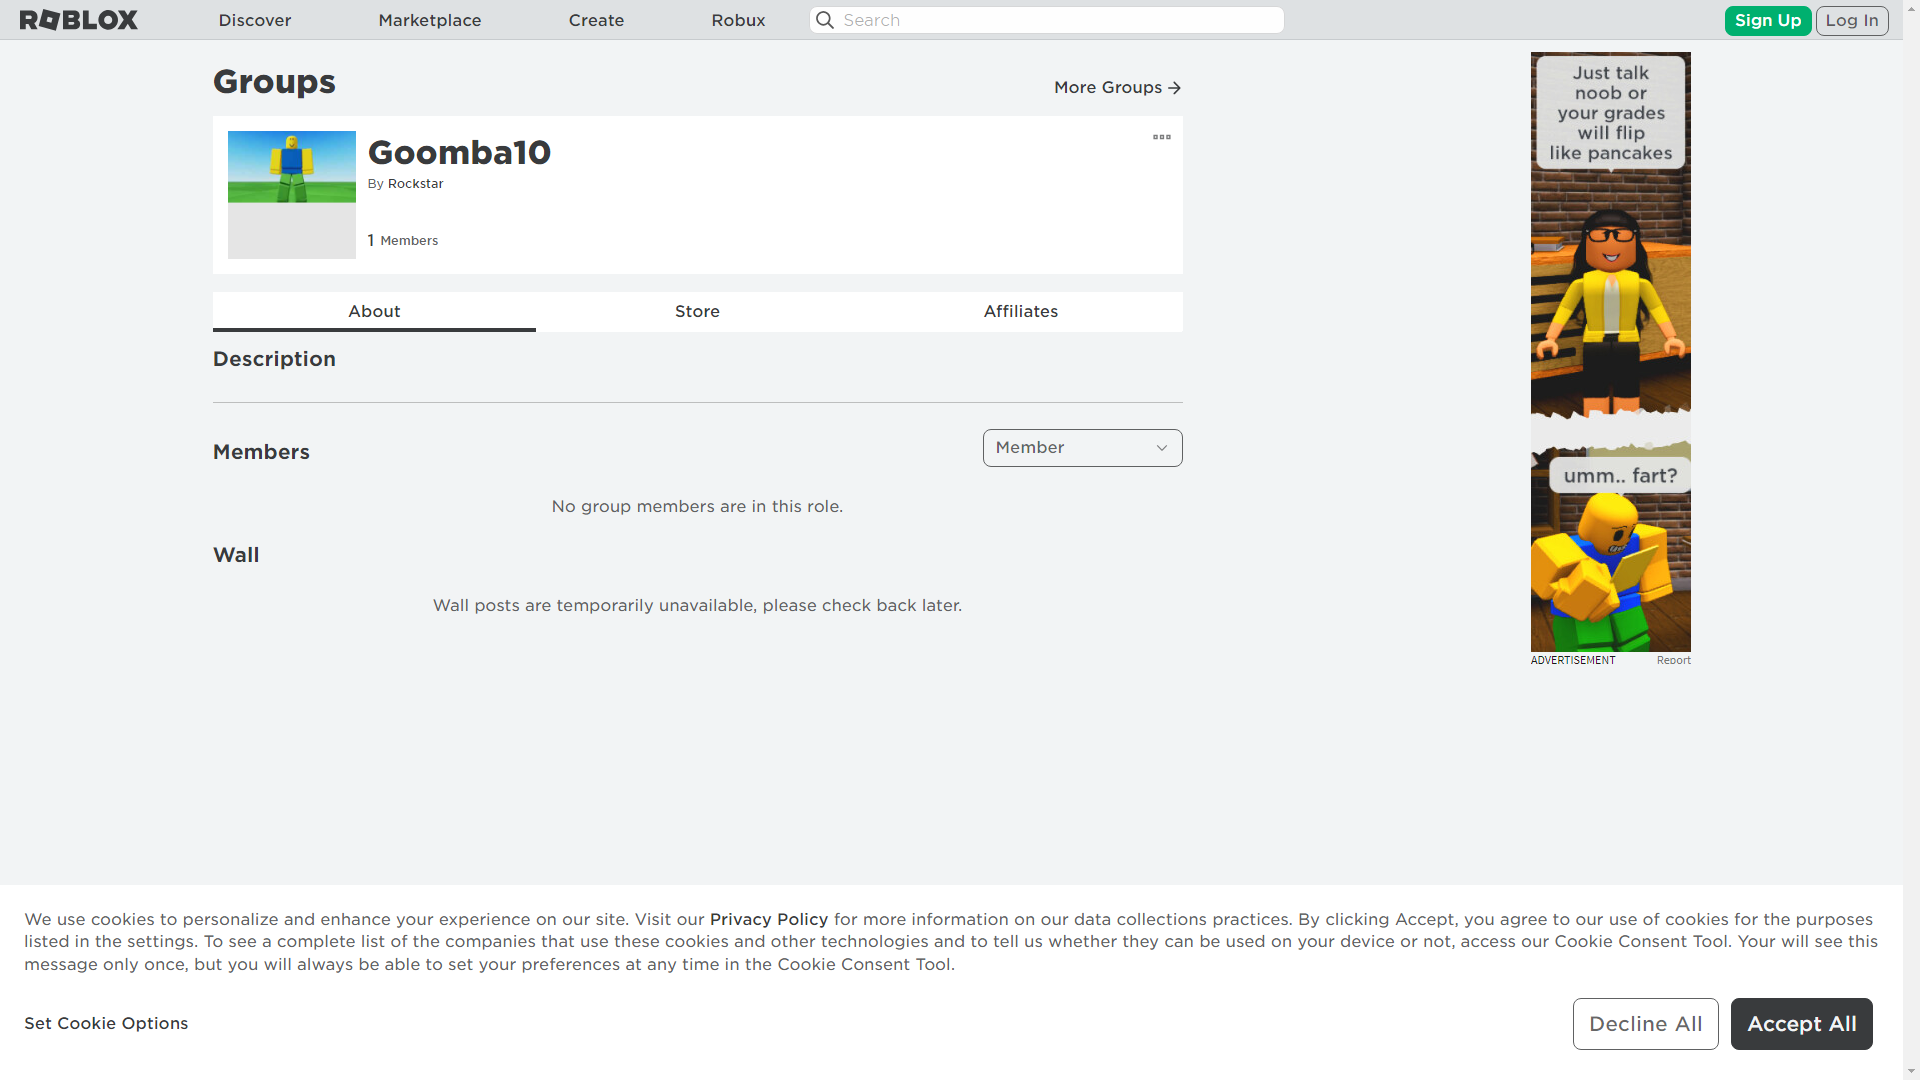 ROBLOX
Discover
Marketplace
Create
Robux
Search
Sign Up
Log In
Groups
More Groups
Goomba10
By Rockstar
1 Members
About
Store
Affiliates
Description
Members
Member
No group members are in this role.
Wall
Wall posts are temporarily unavailable, please check back later.
Just talk
noob or
your grades
will flip
like pancakes
umm.. fart?
ADVERTISEMENT
Report
We use cookies to personalize and enhance your experience on our site. Visit our Privacy Policy for more information on our data collections practices. By clicking Accept, you agree to our use of cookies for the purposes
listed in the settings. To see a complete list of the companies that use these cookies and other technologies and to tell us whether they can be used on your device or not, access our Cookie Consent Tool. Your will see this
message only once, but you will always be able to set your preferences at any time in the Cookie Consent Tool.
Set Cookie Options
Decline All
Accept All